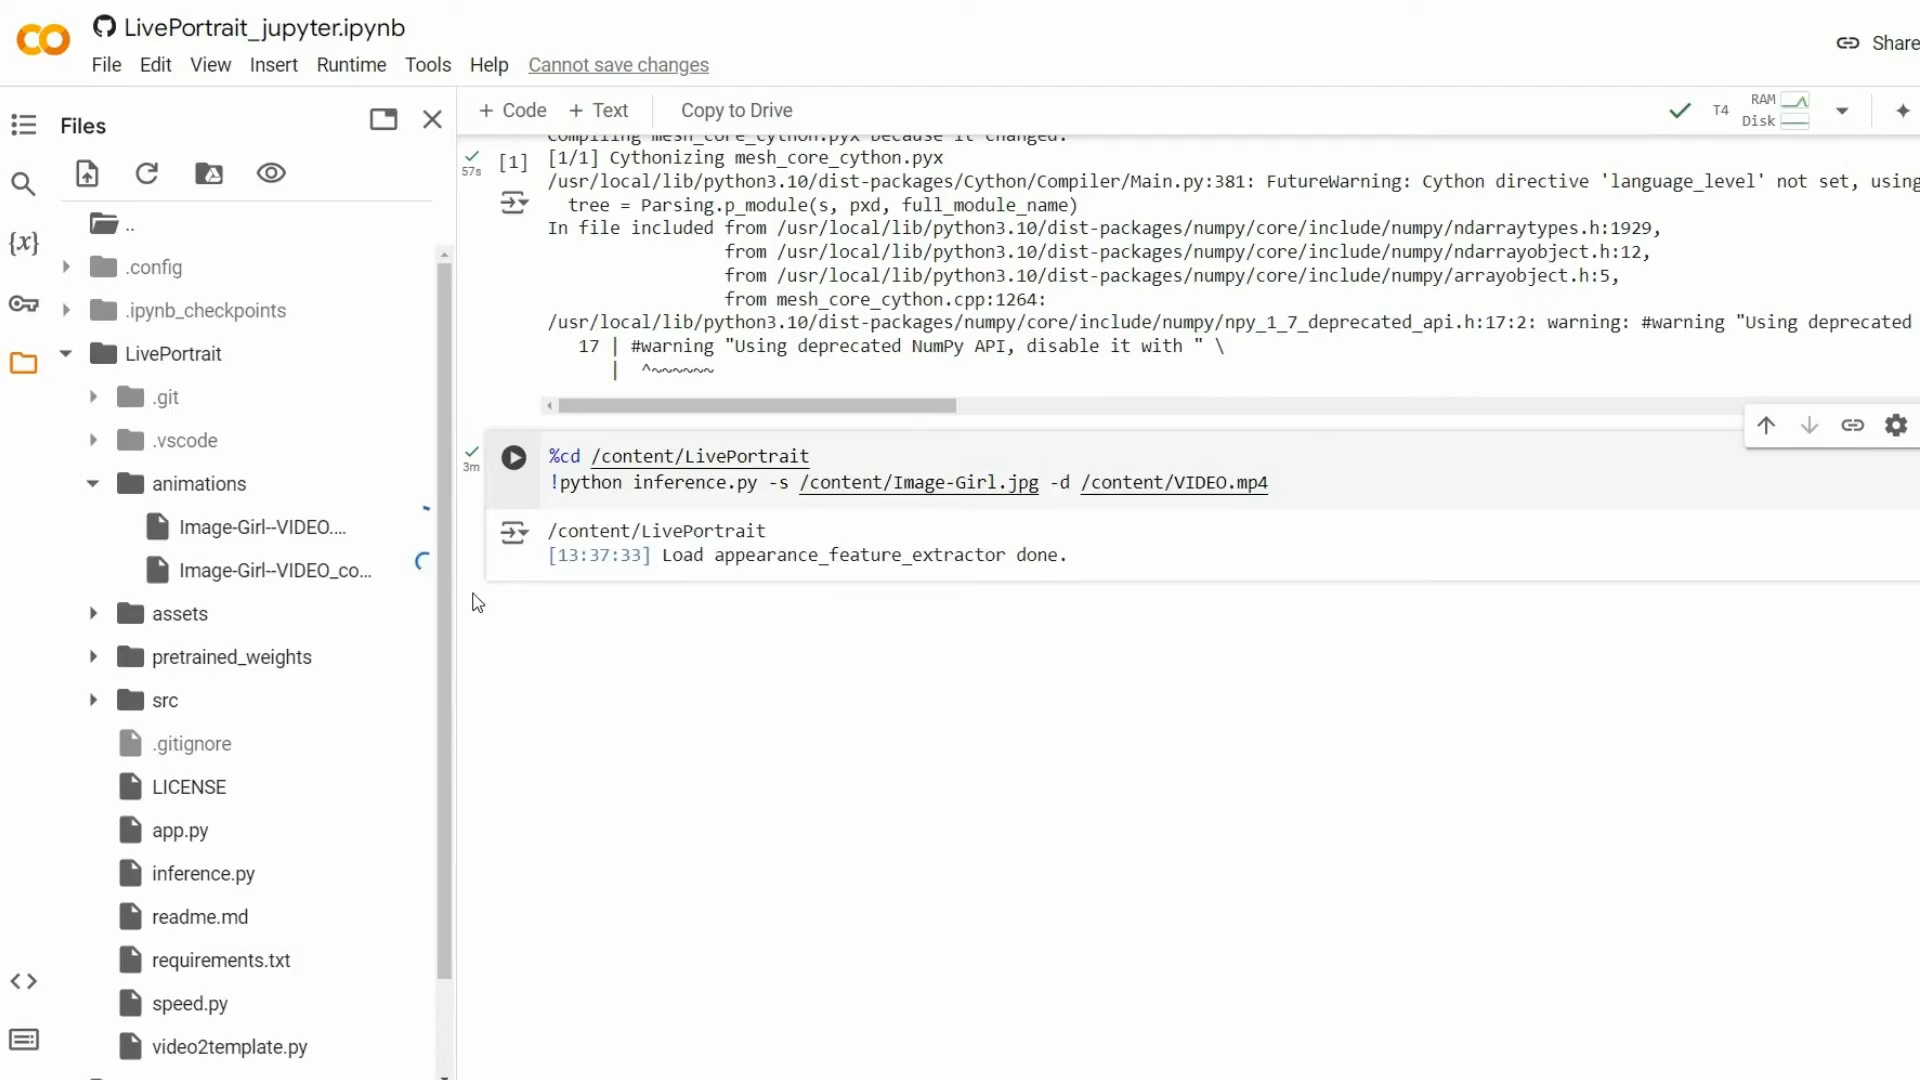 LivePortrait_jupyter.ipynb
File Edit View Insert Runtime Tools Help Cannot save changes
Share
Files
+ Code + Text Copy to Drive
T4 RAM
Disk
..
.config
.ipynb_checkpoints
LivePortrait
.git
.vscode
animations
Image-Girl--VIDEO....
Image-Girl--VIDEO_co...
assets
pretrained_weights
src
.gitignore
LICENSE
app.py
inference.py
readme.md
requirements.txt
speed.py
video2template.py
{x}
Compiling mesh_core_cython.pyx because it changed.
57s [1] [1/1] Cythonizing mesh_core_cython.pyx
/usr/local/lib/python3.10/dist-packages/Cython/Compiler/Main.py:381: FutureWarning: Cython directive 'language_level' not set, using
tree = Parsing.p_module(s, pxd, full_module_name)
In file included from /usr/local/lib/python3.10/dist-packages/numpy/core/include/numpy/ndarraytypes.h:1929,
from /usr/local/lib/python3.10/dist-packages/numpy/core/include/numpy/ndarrayobject.h:12,
from /usr/local/lib/python3.10/dist-packages/numpy/core/include/numpy/arrayobject.h:5,
from mesh_core_cython.cpp:1264:
/usr/local/lib/python3.10/dist-packages/numpy/core/include/numpy/npy_1_7_deprecated_api.h:17:2: warning: #warning "Using deprecated
17 | #warning "Using deprecated NumPy API, disable it with " \
| ^~~~~~~
3m
%cd /content/LivePortrait
!python inference.py -s /content/Image-Girl.jpg -d /content/VIDEO.mp4
/content/LivePortrait
[13:37:33] Load appearance_feature_extractor done.